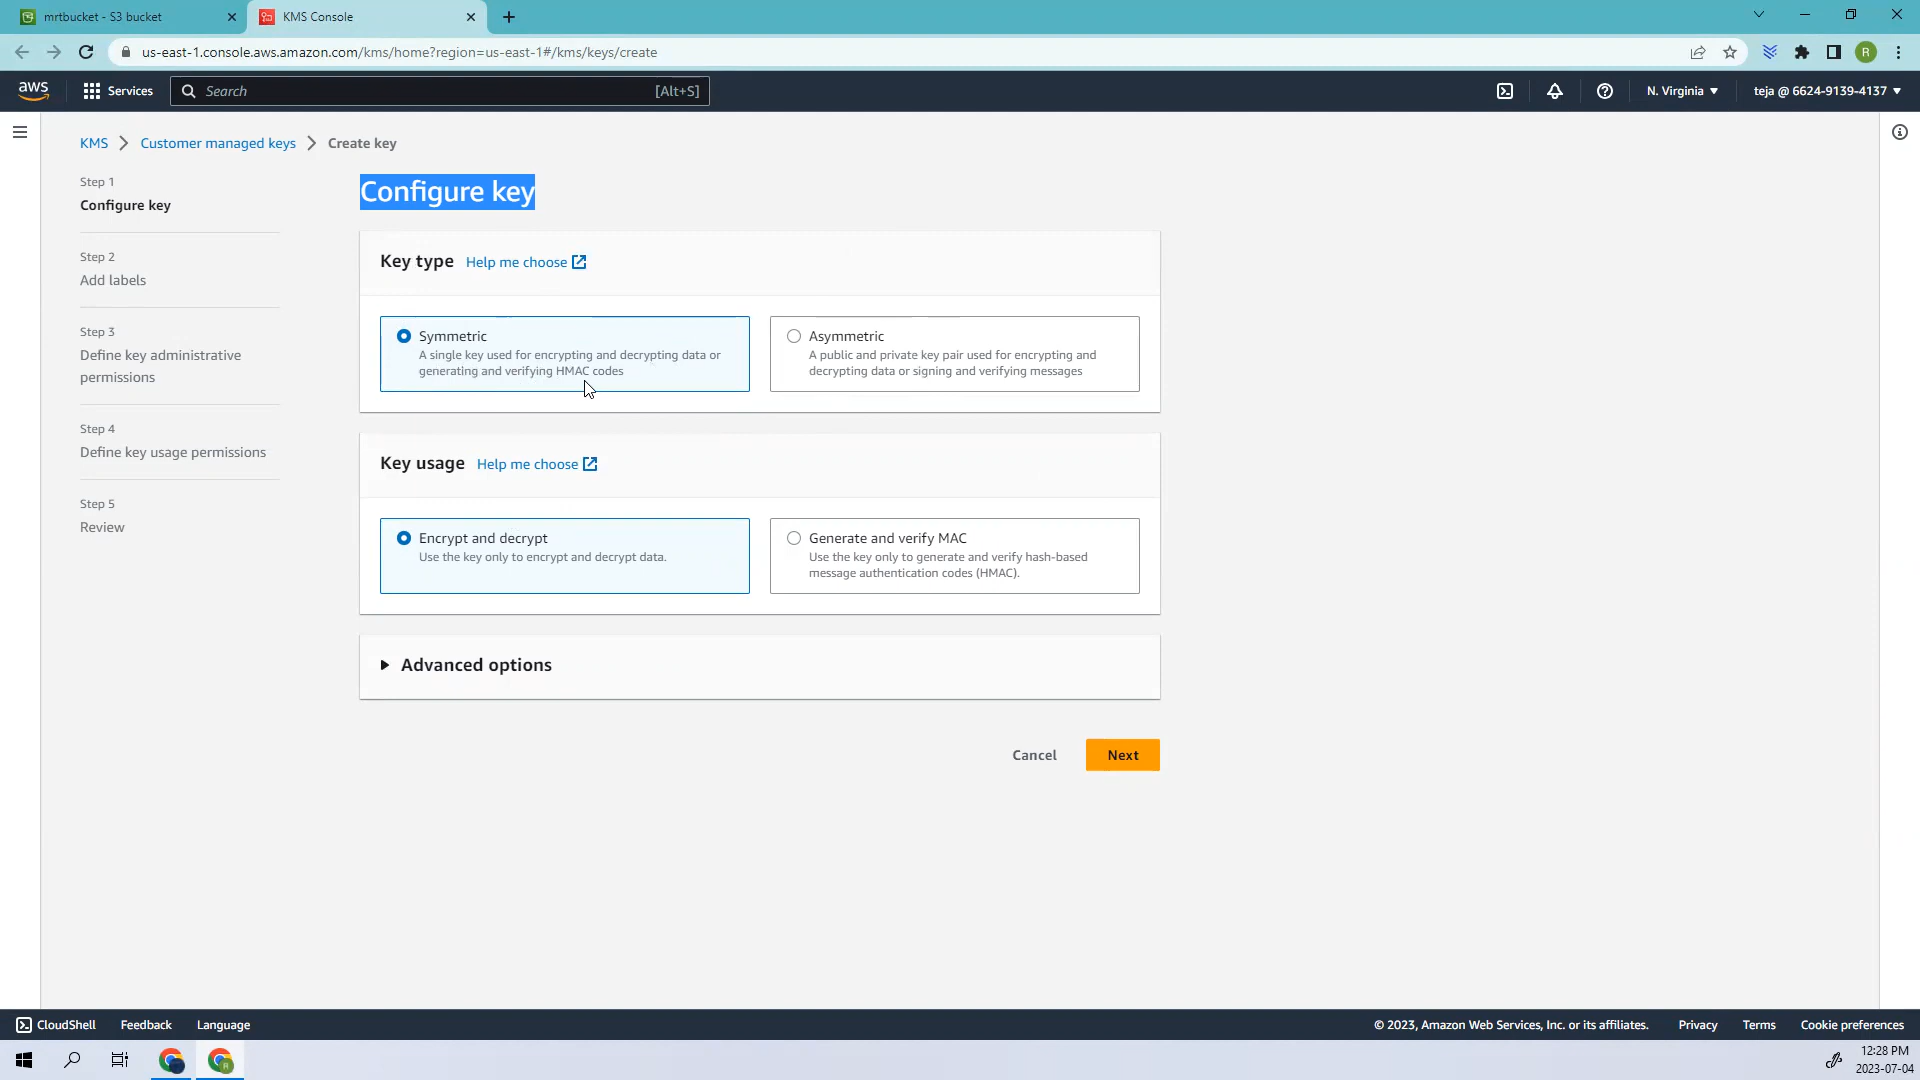 mrtbucket - S3 bucket
KMS Console
us-east-1.console.aws.amazon.com/kms/home?region=us-east-1#/kms/keys/create
R
aws
Services
Search
[Alt+S]
N. Virginia
teja @ 6624-9139-4137
KMS
Customer managed keys
Create key
Step 1
Configure key
Step 2
Add labels
Step 3
Define key administrative
permissions
Step 4
Define key usage permissions
Step 5
Review
Configure key
Key type
Help me choose
Symmetric
A single key used for encrypting and decrypting data or
generating and verifying HMAC codes
Asymmetric
A public and private key pair used for encrypting and
decrypting data or signing and verifying messages
Key usage
Help me choose
Encrypt and decrypt
Use the key only to encrypt and decrypt data.
Generate and verify MAC
Use the key only to generate and verify hash-based
message authentication codes (HMAC).
Advanced options
Cancel
Next
CloudShell
Feedback
Language
© 2023, Amazon Web Services, Inc. or its affiliates.
Privacy
Terms
Cookie preferences
R
12:28 PM
2023-07-04